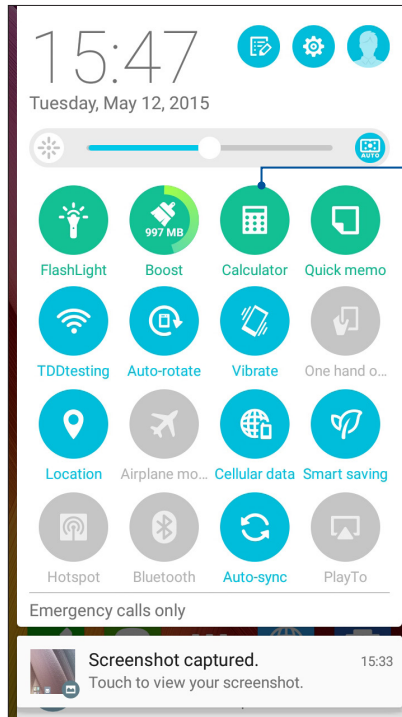 15:47
Tuesday, May 12, 2015
AUTO
997 MB
FlashLight Boost Calculator Quick memo
TDDtesting Auto-rotate Vibrate One hand o...
Location Airplane mo... Cellular data Smart saving
Hotspot Bluetooth Auto-sync PlayTo
Emergency calls only
Screenshot captured. 15:33
Touch to view your screenshot.